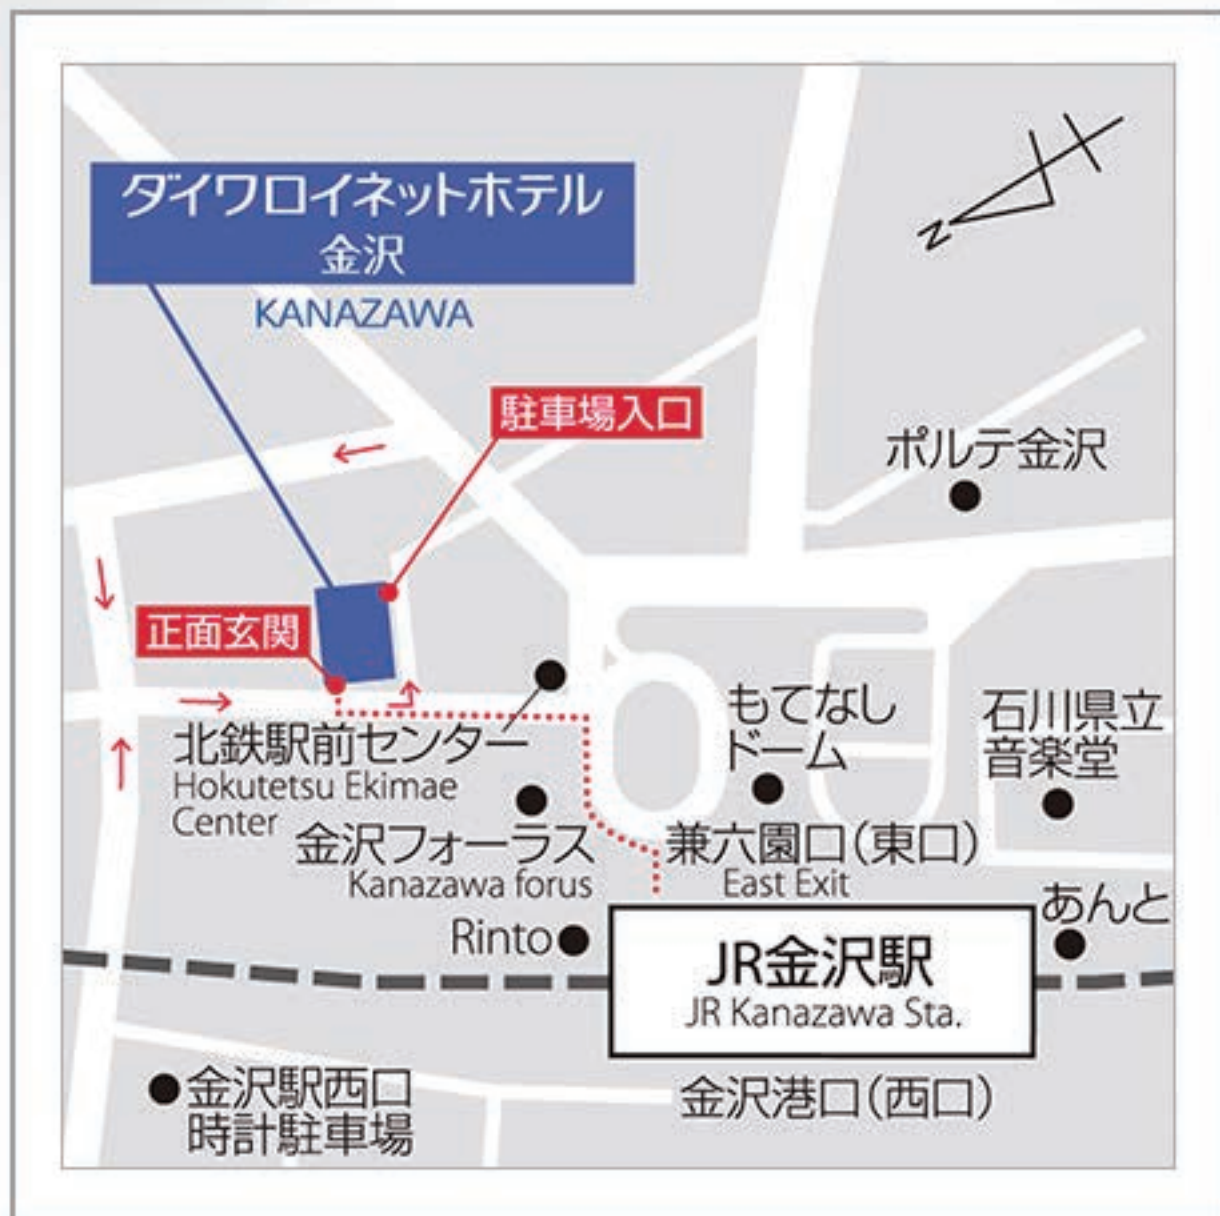 ダイワロイネットホテル
金沢
KANAZAWA
N
駐車場入口
ポルテ金沢
正面玄関
北鉄駅前センター
Hokutetsu Ekimae
Center
もてなし
ドーム
石川県立
音楽堂
金沢フォーラス
Kanazawa forus
兼六園口(東口)
East Exit
あんと
Rinto
JR金沢駅
JR Kanazawa Sta.
金沢港口(西口)
金沢駅西口
時計駐車場